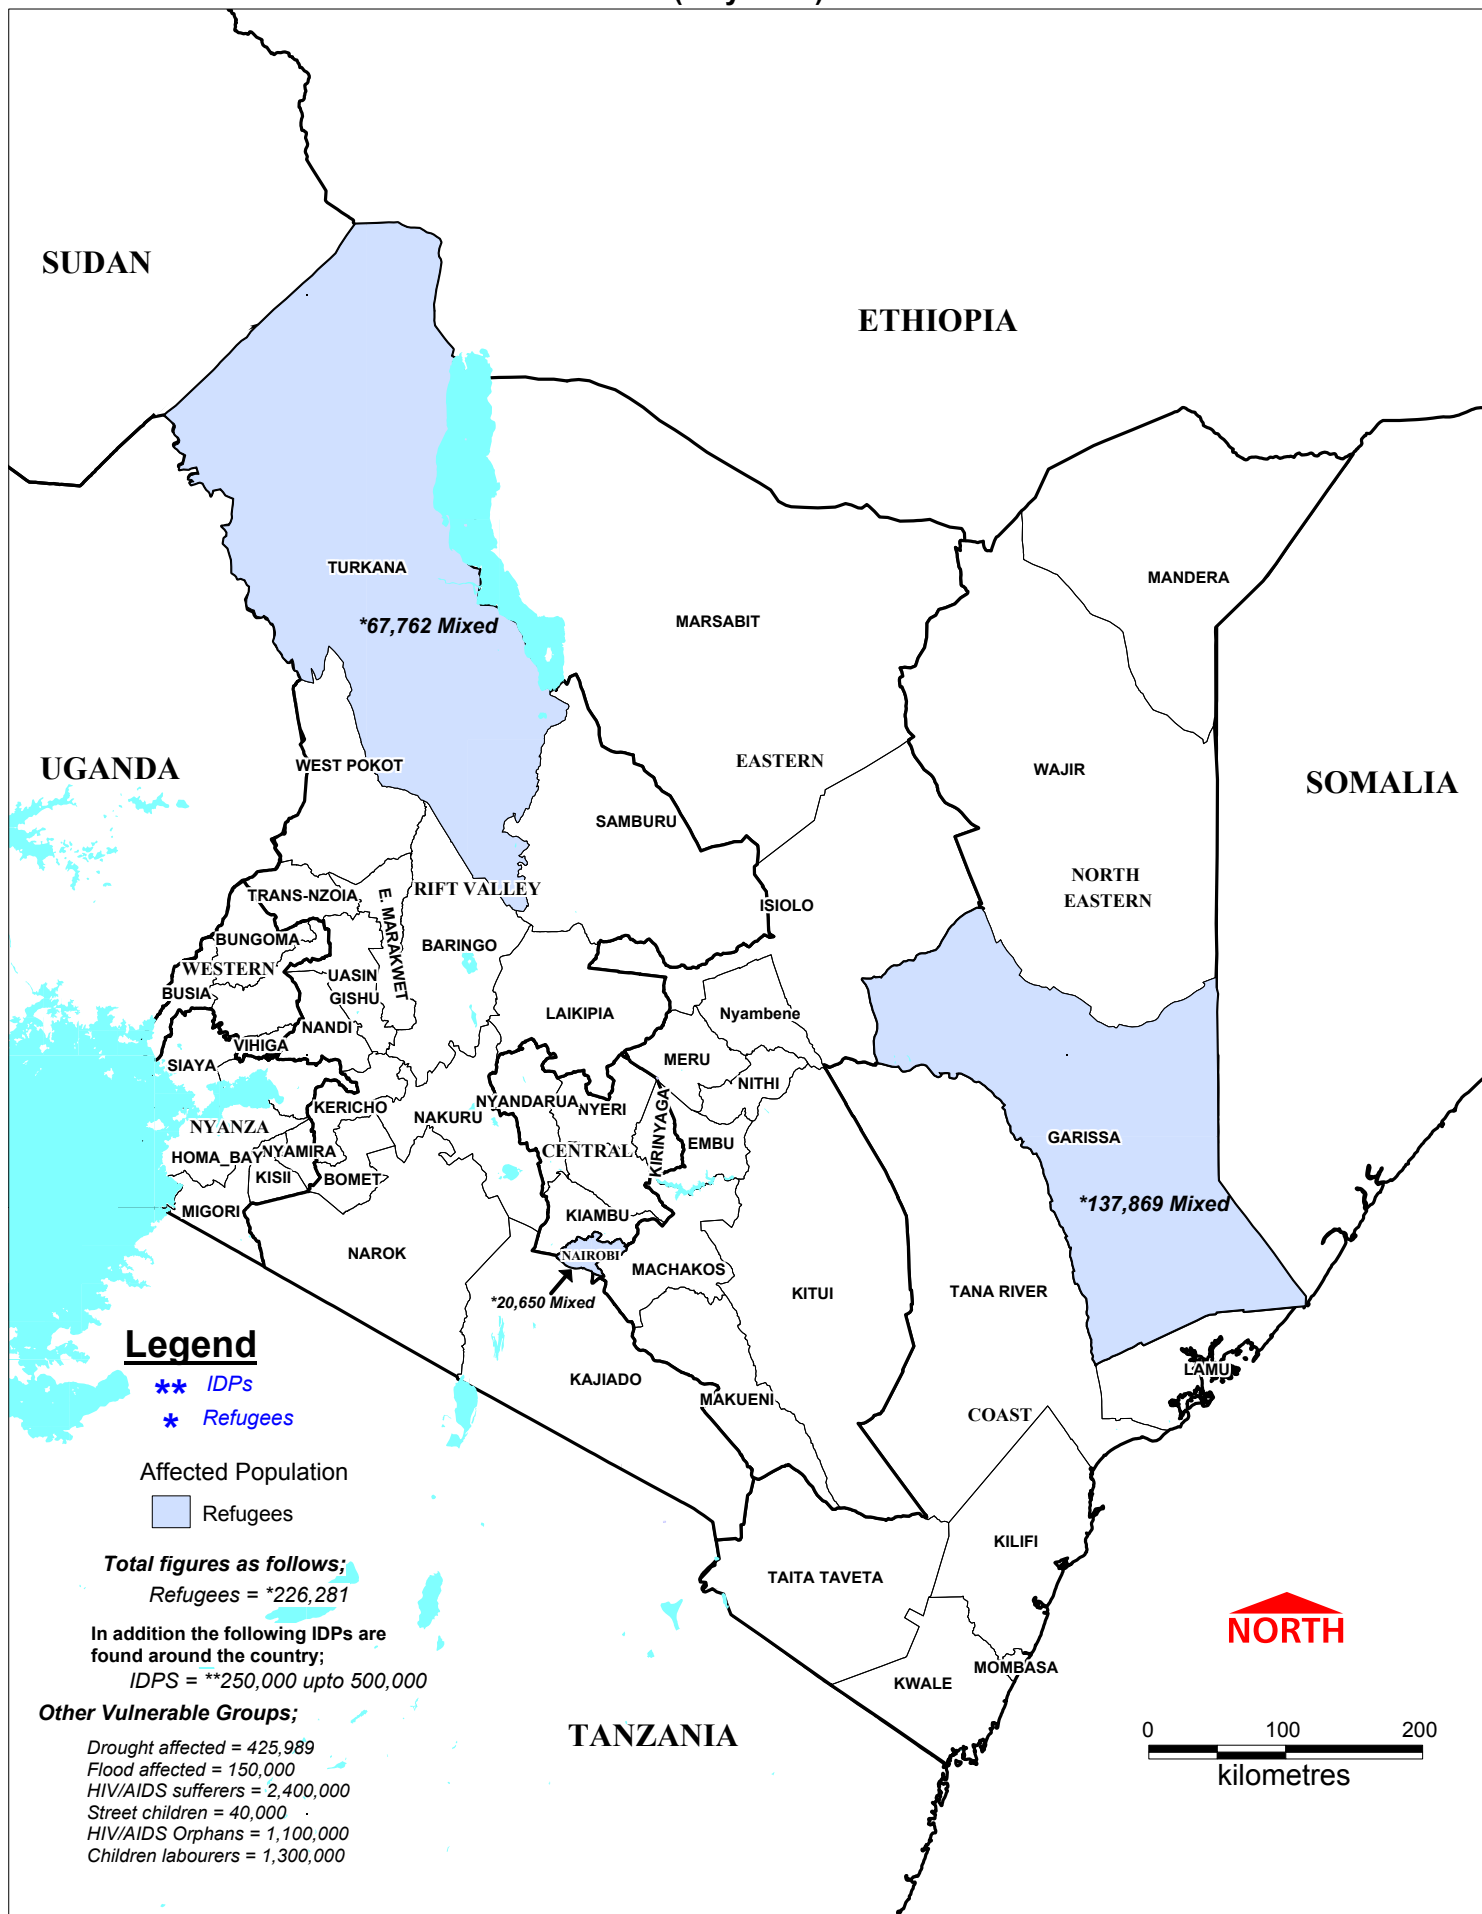 SUDAN
ETHIOPIA
TURKANA
*67,762 Mixed
MANDERA
MARSABIT
UGANDA
WEST POKOT
EASTERN
WAJIR
SOMALIA
SAMBURU
NORTH
EASTERN
RIFT VALLEY
TRANS-NZOIA
E. MARAKWET
ISIOLO
BUNGOMA
BARINGO
WESTERN
UASIN
GISHU
BUSIA
LAIKIPIA
Nyambene
NANDI
VIHIGA
SIAYA
MERU
NITHI
KERICHO
NYANDARUA
NYERI
NAKURU
KIRINYAGA
NYANZA
EMBU
GARISSA
HOMA_BAY
NYAMIRA
CENTRAL
KISII
BOMET
*137,869 Mixed
MIGORI
KIAMBU
NAROK
NAIROBI
MACHAKOS
KITUI
TANA RIVER
*20,650 Mixed
LAMU
KAJIADO
MAKUENI
COAST
KILIFI
TAITA TAVETA
MOMBASA
KWALE
TANZANIA
Legend
** IDPs
* Refugees
Affected Population
Refugees
Total figures as follows;
Refugees = *226,281
In addition the following IDPs are
found around the country;
IDPS = **250,000 upto 500,000
Other Vulnerable Groups;
Drought affected = 425,989
Flood affected = 150,000
HIV/AIDS sufferers = 2,400,000
Street children = 40,000
HIV/AIDS Orphans = 1,100,000
Children labourers = 1,300,000
NORTH
0 100 200
kilometres